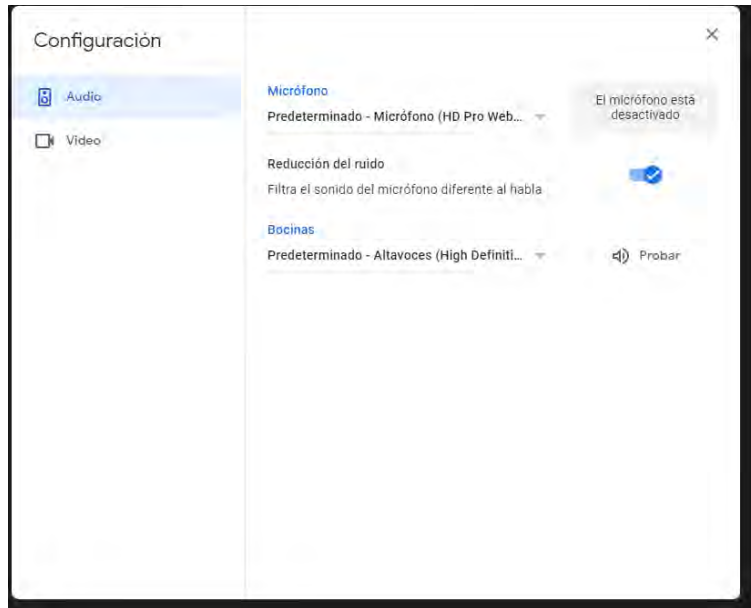 Configuración
Audio
Video
Micrófono
Predeterminado - Micrófono (HD Pro Web...
El micrófono está
desactivado
Reducción del ruido
Filtra el sonido del micrófono diferente al habla
Bocinas
Predeterminado - Altavoces (High Definiti...
Probar